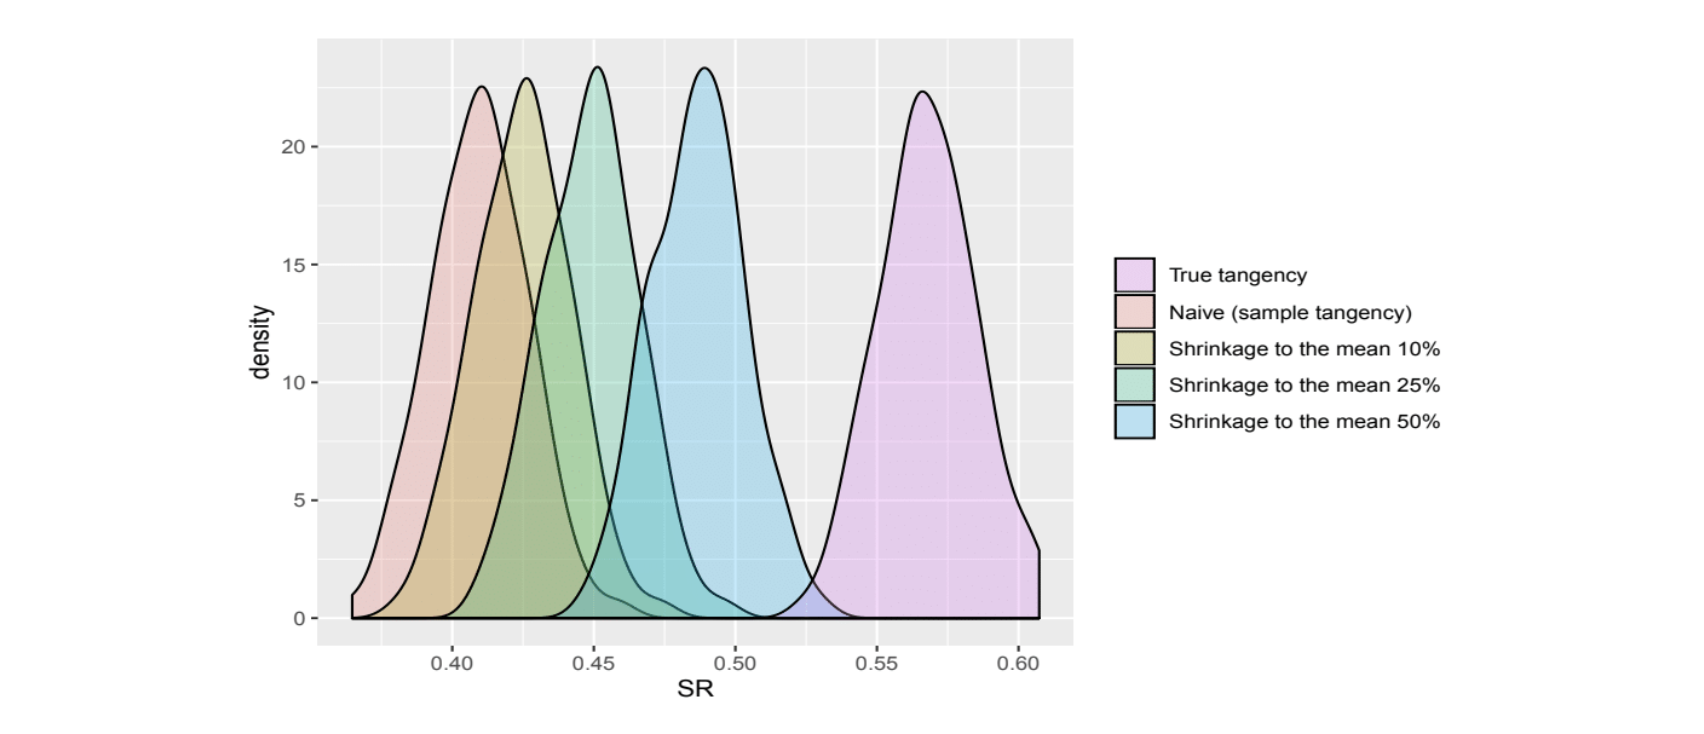 20
15
10
5
0
density
0.40 0.45 0.50 0.55 0.60
SR
True tangency
Naive (sample tangency)
Shrinkage to the mean 10%
Shrinkage to the mean 25%
Shrinkage to the mean 50%